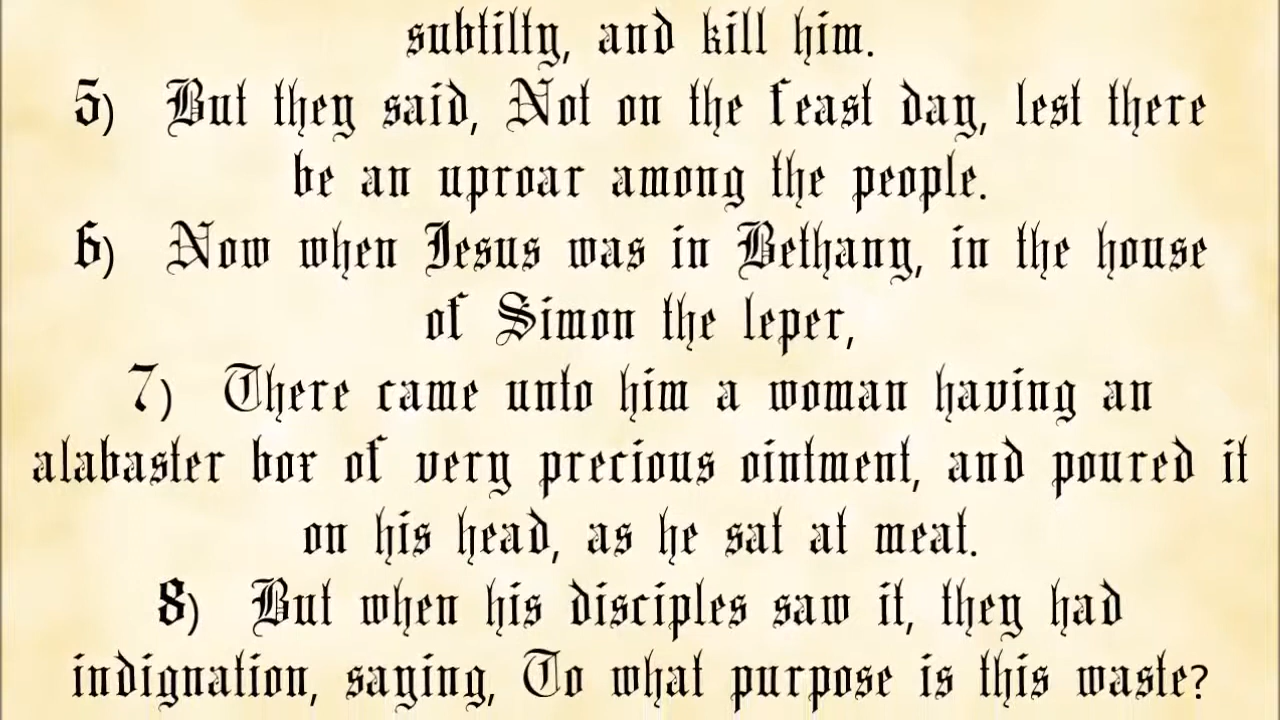 subtilty, and kill him.
5) But they said, Not on the feast day, lest there
be an uproar among the people.
6) Now when Jesus was in Bethany, in the house
of Simon the leper,
7) There came unto him a woman having an
alabaster box of very precious ointment, and poured it
on his head, as he sat at meat.
8) But when his disciples saw it, they had
indignation, saying, To what purpose is this waste?